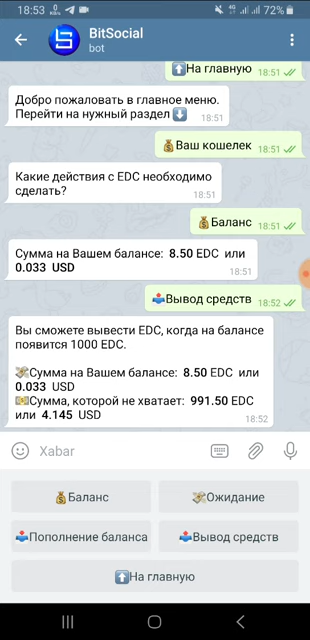 18:53
72%
BitSocial
bot
⬆️На главную 18:51
Добро пожаловать в главное меню.
Перейти на нужный раздел⬇️ 18:51
💰Ваш кошелек 18:51
Какие действия с EDC необходимо
сделать? 18:51
💰Баланс 18:51
Сумма на Вашем балансе: 8.50 EDC или
0.033 USD 18:51
📥Вывод средств 18:52
Вы сможете вывести EDC, когда на балансе
появится 1000 EDC.
💸Сумма на Вашем балансе: 8.50 EDC или
0.033 USD
💴Сумма, которой не хватает: 991.50 EDC
или 4.145 USD 18:52
Xabar
💰Баланс
💸Ожидание
📥Пополнение баланса
📥Вывод средств
⬆️На главную